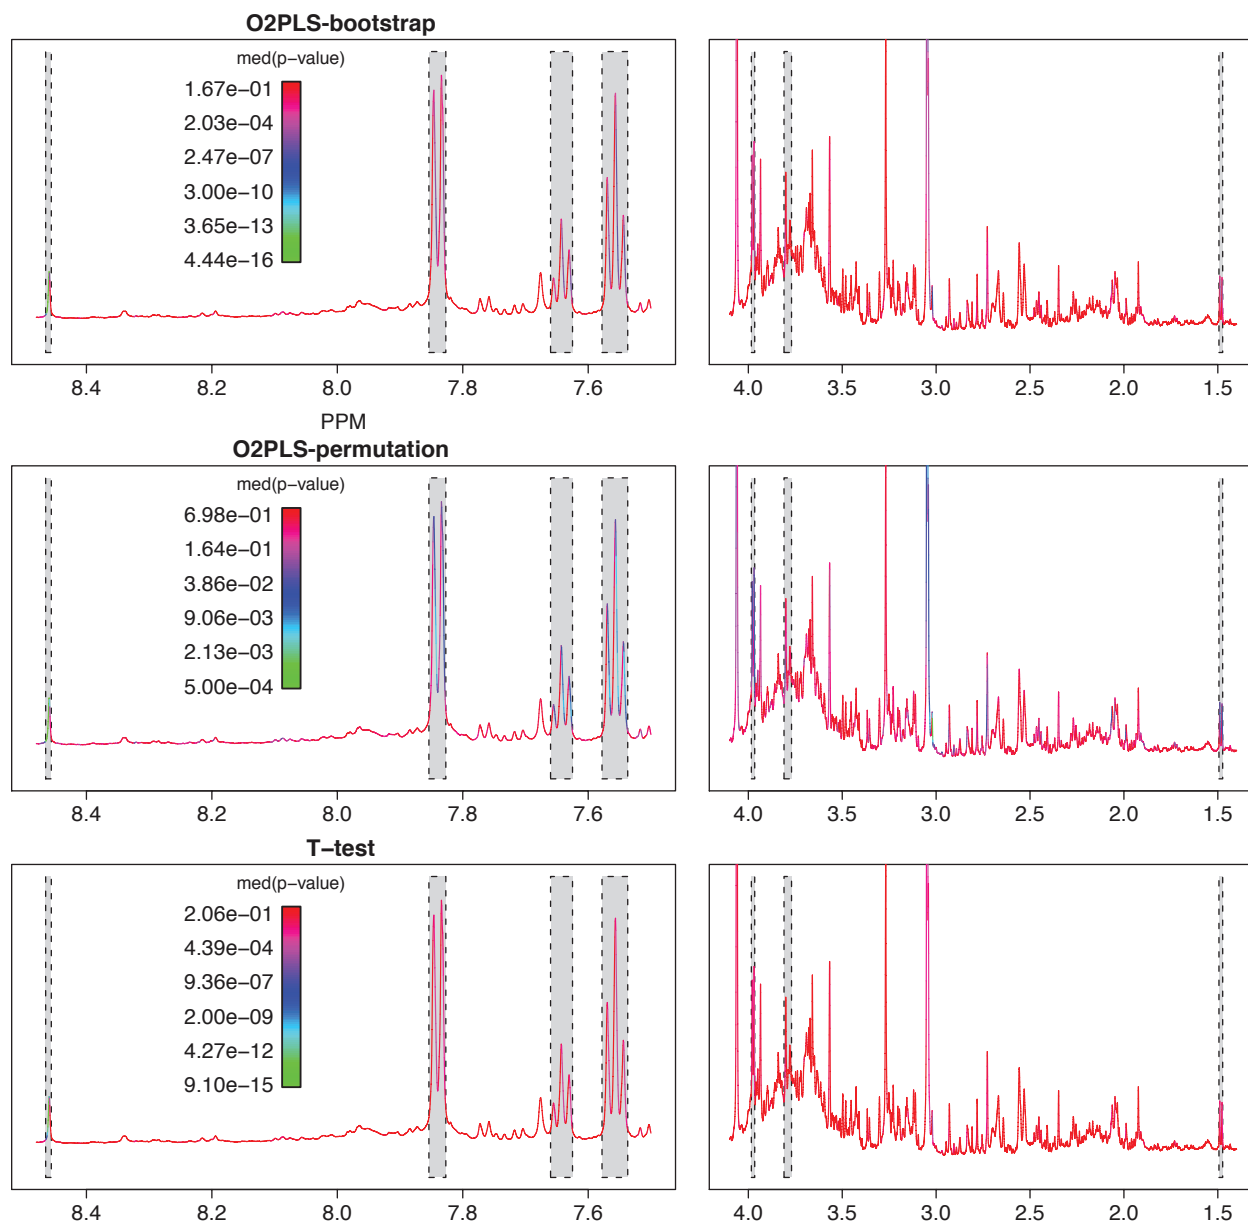 O2PLS−bootstrap
med(p−value)
1.67e−01
2.03e−04
2.47e−07
3.00e−10
3.65e−13
4.44e−16
8.4 8.2 8.0 7.8 7.6
4.0 3.5 3.0 2.5 2.0 1.5
PPM
O2PLS−permutation
med(p−value)
6.98e−01
1.64e−01
3.86e−02
9.06e−03
2.13e−03
5.00e−04
8.4 8.2 8.0 7.8 7.6
4.0 3.5 3.0 2.5 2.0 1.5
T−test
med(p−value)
2.06e−01
4.39e−04
9.36e−07
2.00e−09
4.27e−12
9.10e−15
8.4 8.2 8.0 7.8 7.6
4.0 3.5 3.0 2.5 2.0 1.5